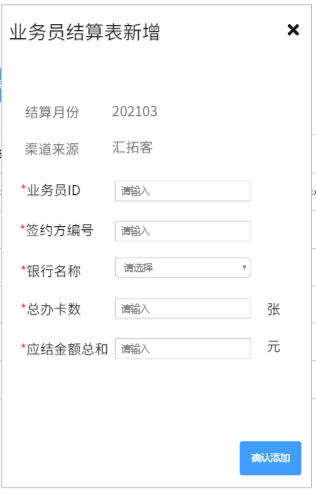 业务员结算表新增
结算月份 202103
渠道来源 汇拓客
*业务员ID 请输入
*签约方编号 请输入
*银行名称 请选择
*总办卡数 请输入 张
*应结金额总和 请输入 元
确认添加